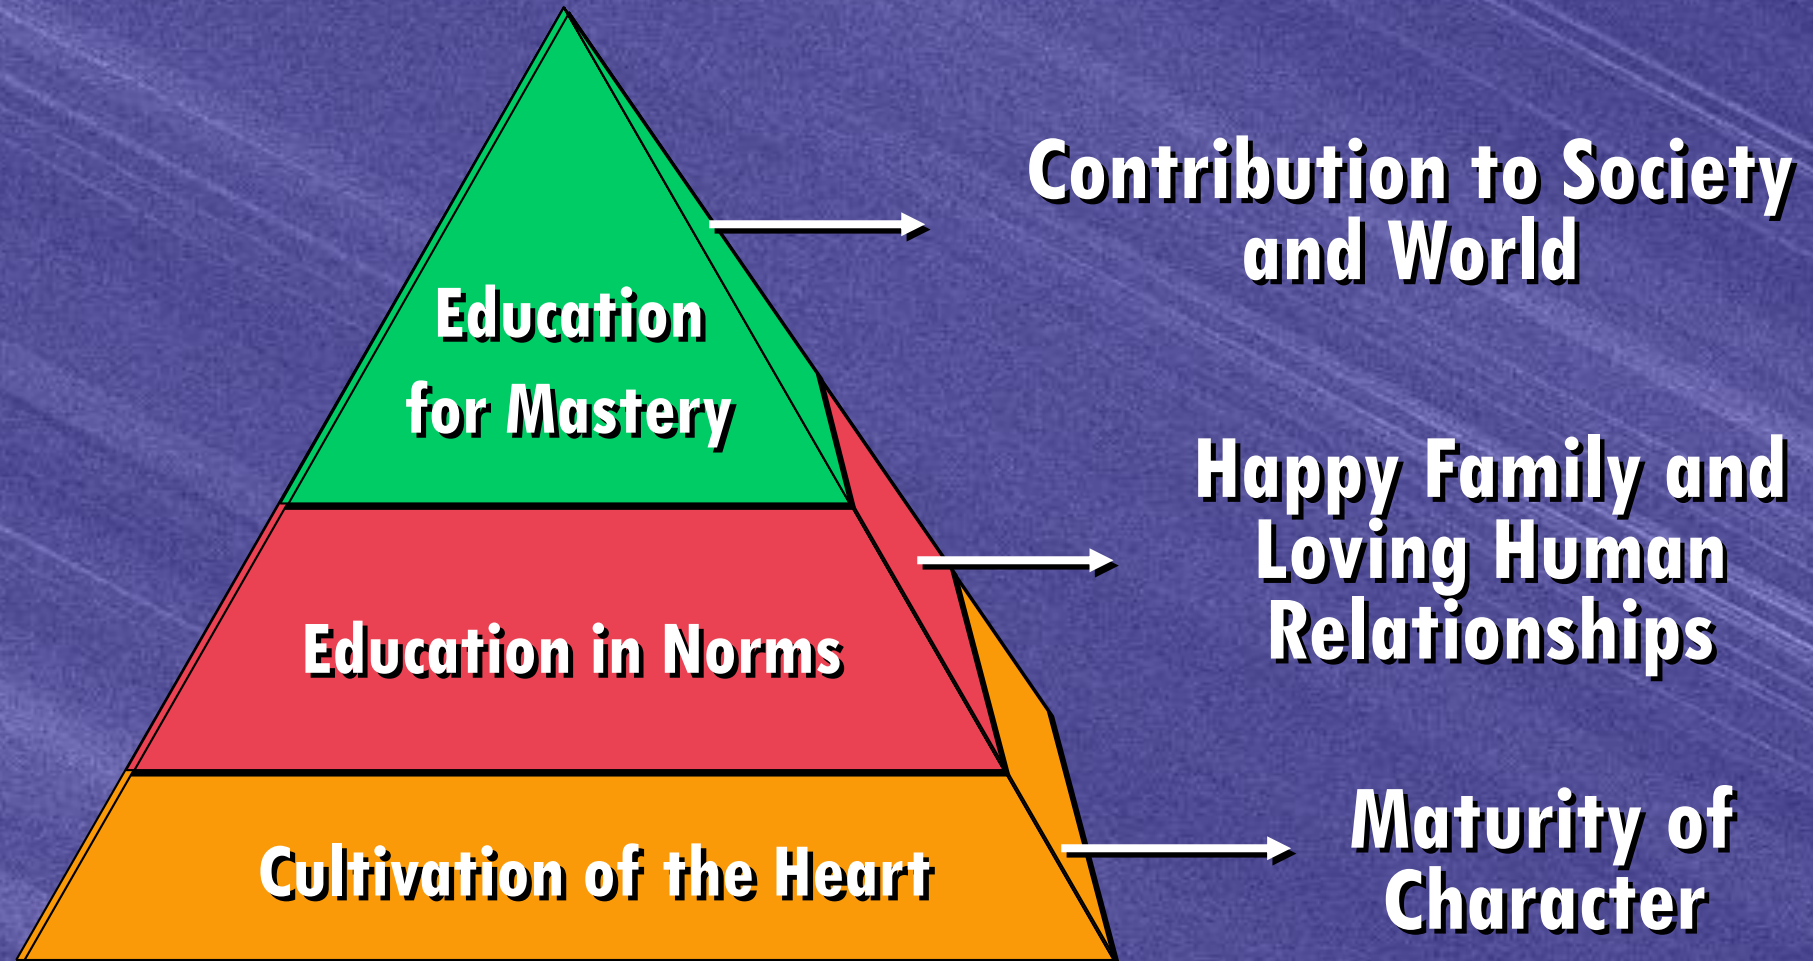 Contribution to Society
and World
Education
for Mastery
Happy Family and
Loving Human
Relationships
Education in Norms
Maturity of
Character
Cultivation of the Heart